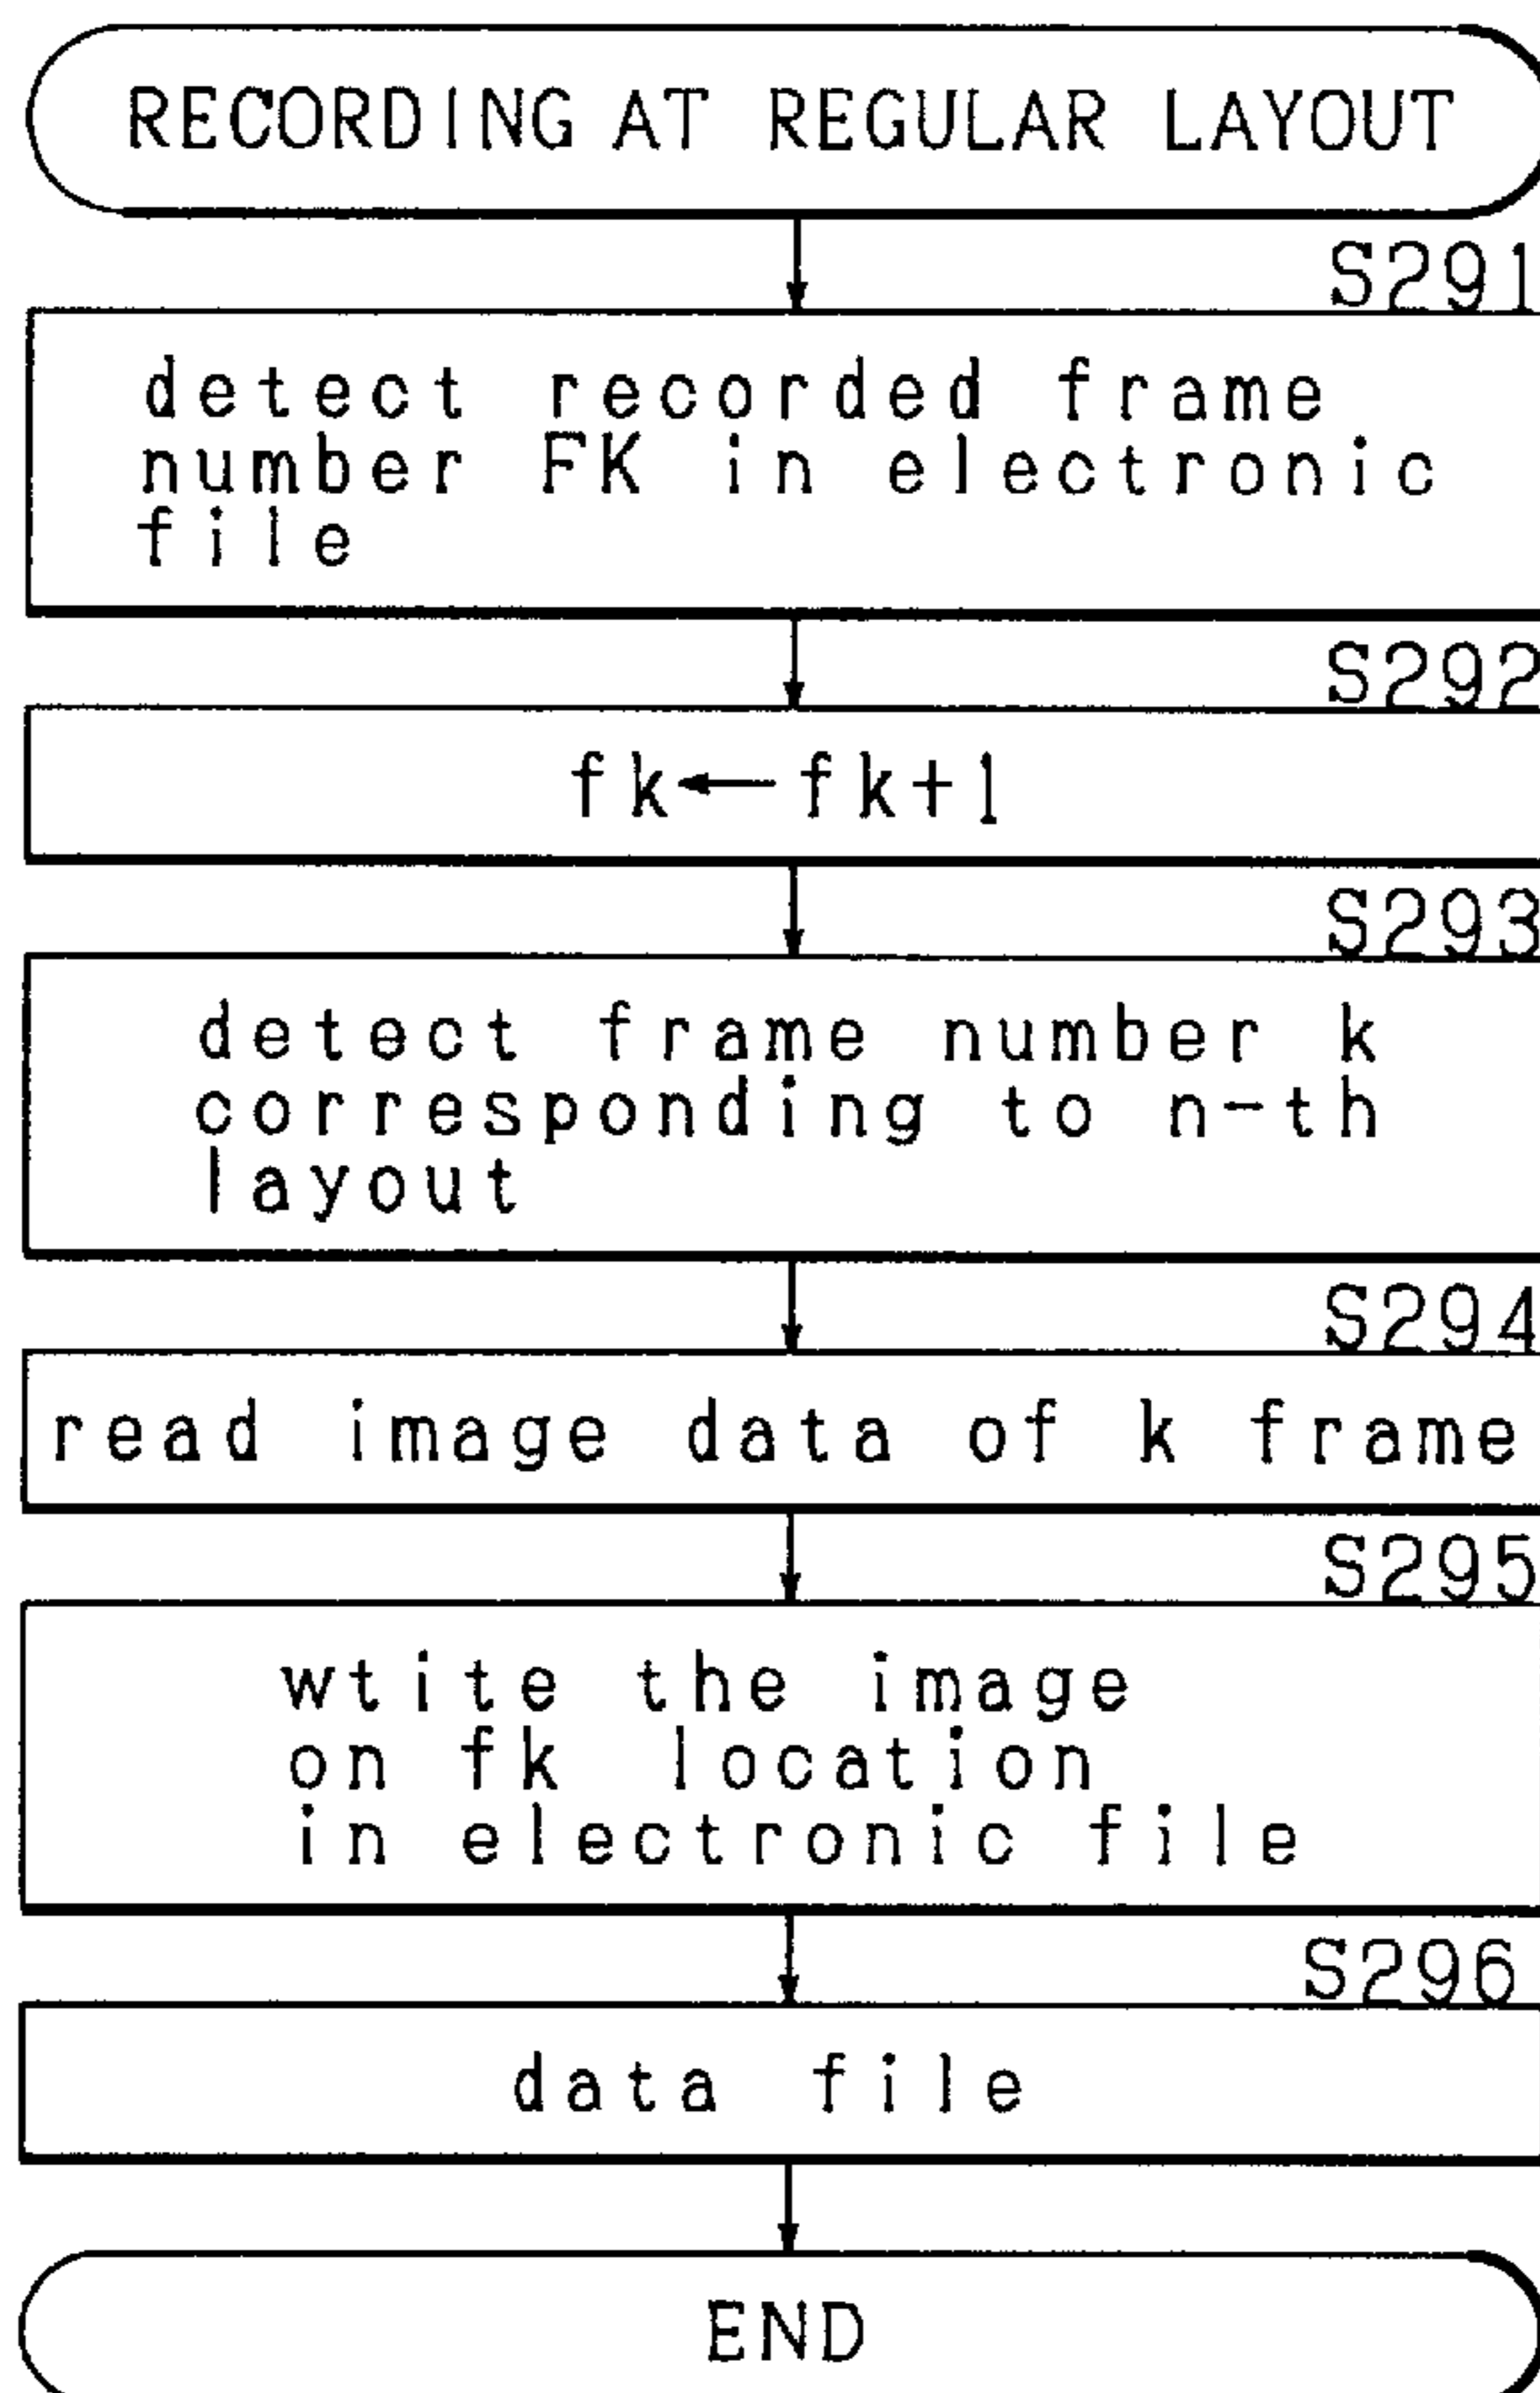 RECORDING AT REGULAR LAYOUT
S291
detect recorded frame
number FK in electronic
file
S292
fk←fk+1
S293
detect frame number k
corresponding to n-th
layout
S294
read image data of k frame
S295
wtite the image
on fk location
in electronic file
S296
data file
END